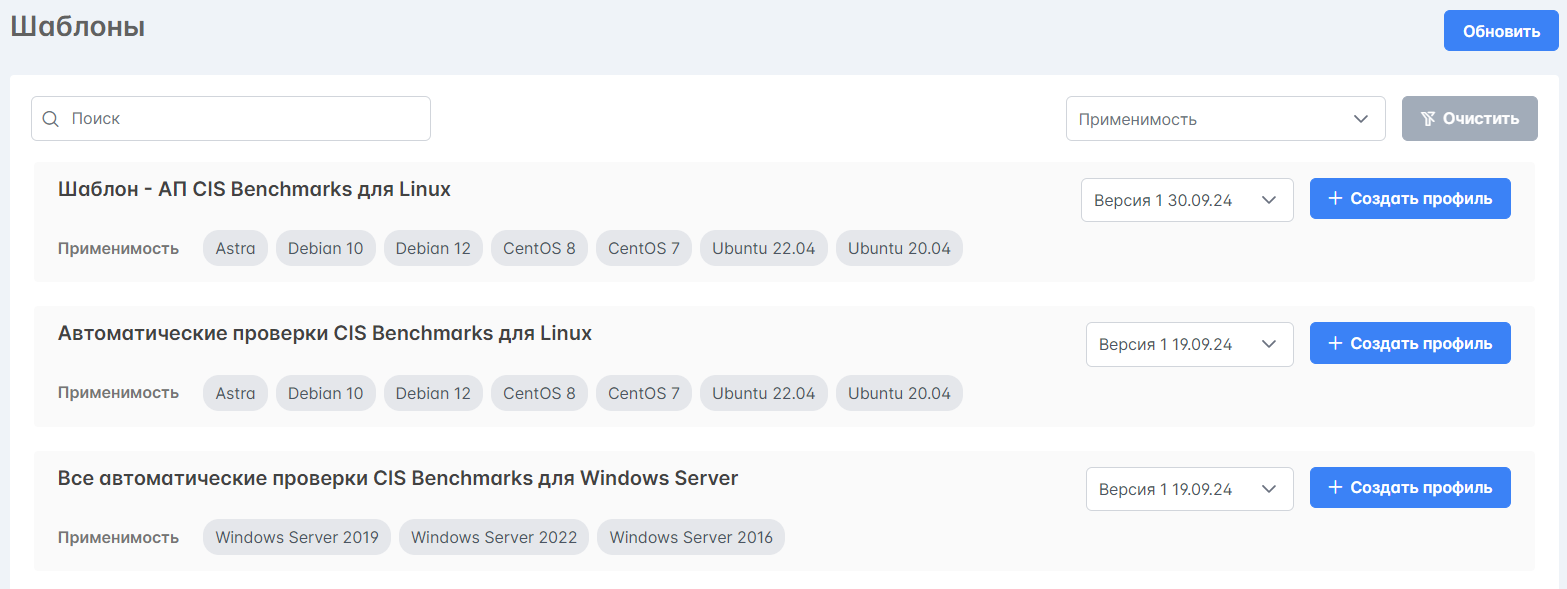 Шаблоны
Обновить
Поиск
Применимость
Очистить
Шаблон - АП CIS Benchmarks для Linux
Версия 1 30.09.24
+ Создать профиль
Применимость Astra Debian 10 Debian 12 CentOS 8 CentOS 7 Ubuntu 22.04 Ubuntu 20.04
Автоматические проверки CIS Benchmarks для Linux
Версия 1 19.09.24
+ Создать профиль
Применимость Astra Debian 10 Debian 12 CentOS 8 CentOS 7 Ubuntu 22.04 Ubuntu 20.04
Все автоматические проверки CIS Benchmarks для Windows Server
Версия 1 19.09.24
+ Создать профиль
Применимость Windows Server 2019 Windows Server 2022 Windows Server 2016